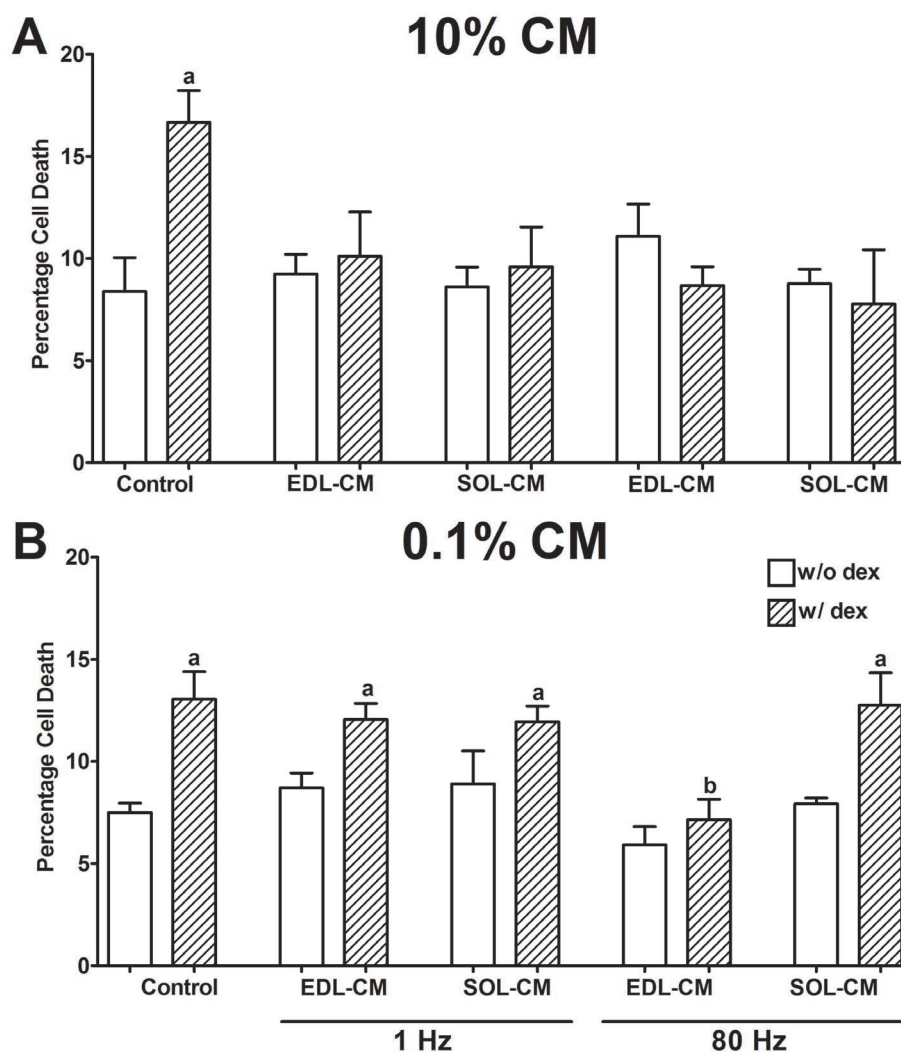 A
10% CM
20
a
15
10
5
0
Percentage Cell Death
Control
EDL-CM
SOL-CM
EDL-CM
SOL-CM
B
0.1% CM
20
w/o dex
w/ dex
15
a
a
a
a
10
b
5
0
Percentage Cell Death
Control
EDL-CM
SOL-CM
EDL-CM
SOL-CM
1 Hz
80 Hz